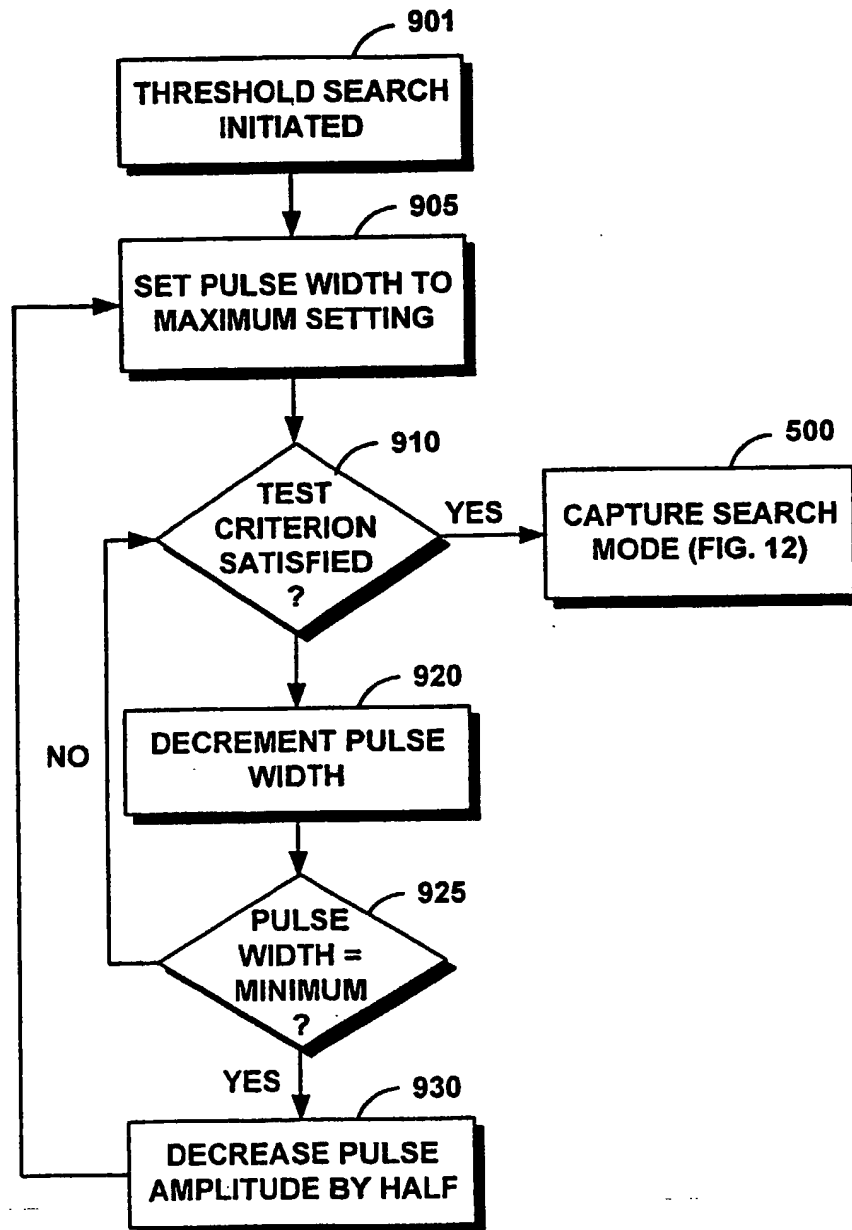 901
THRESHOLD SEARCH
INITIATED
905
SET PULSE WIDTH TO
MAXIMUM SETTING
910
TEST
CRITERION
SATISFIED
?
YES
500
CAPTURE SEARCH
MODE (FIG. 12)
920
DECREMENT PULSE
WIDTH
NO
925
PULSE
WIDTH =
MINIMUM
?
YES
930
DECREASE PULSE
AMPLITUDE BY HALF